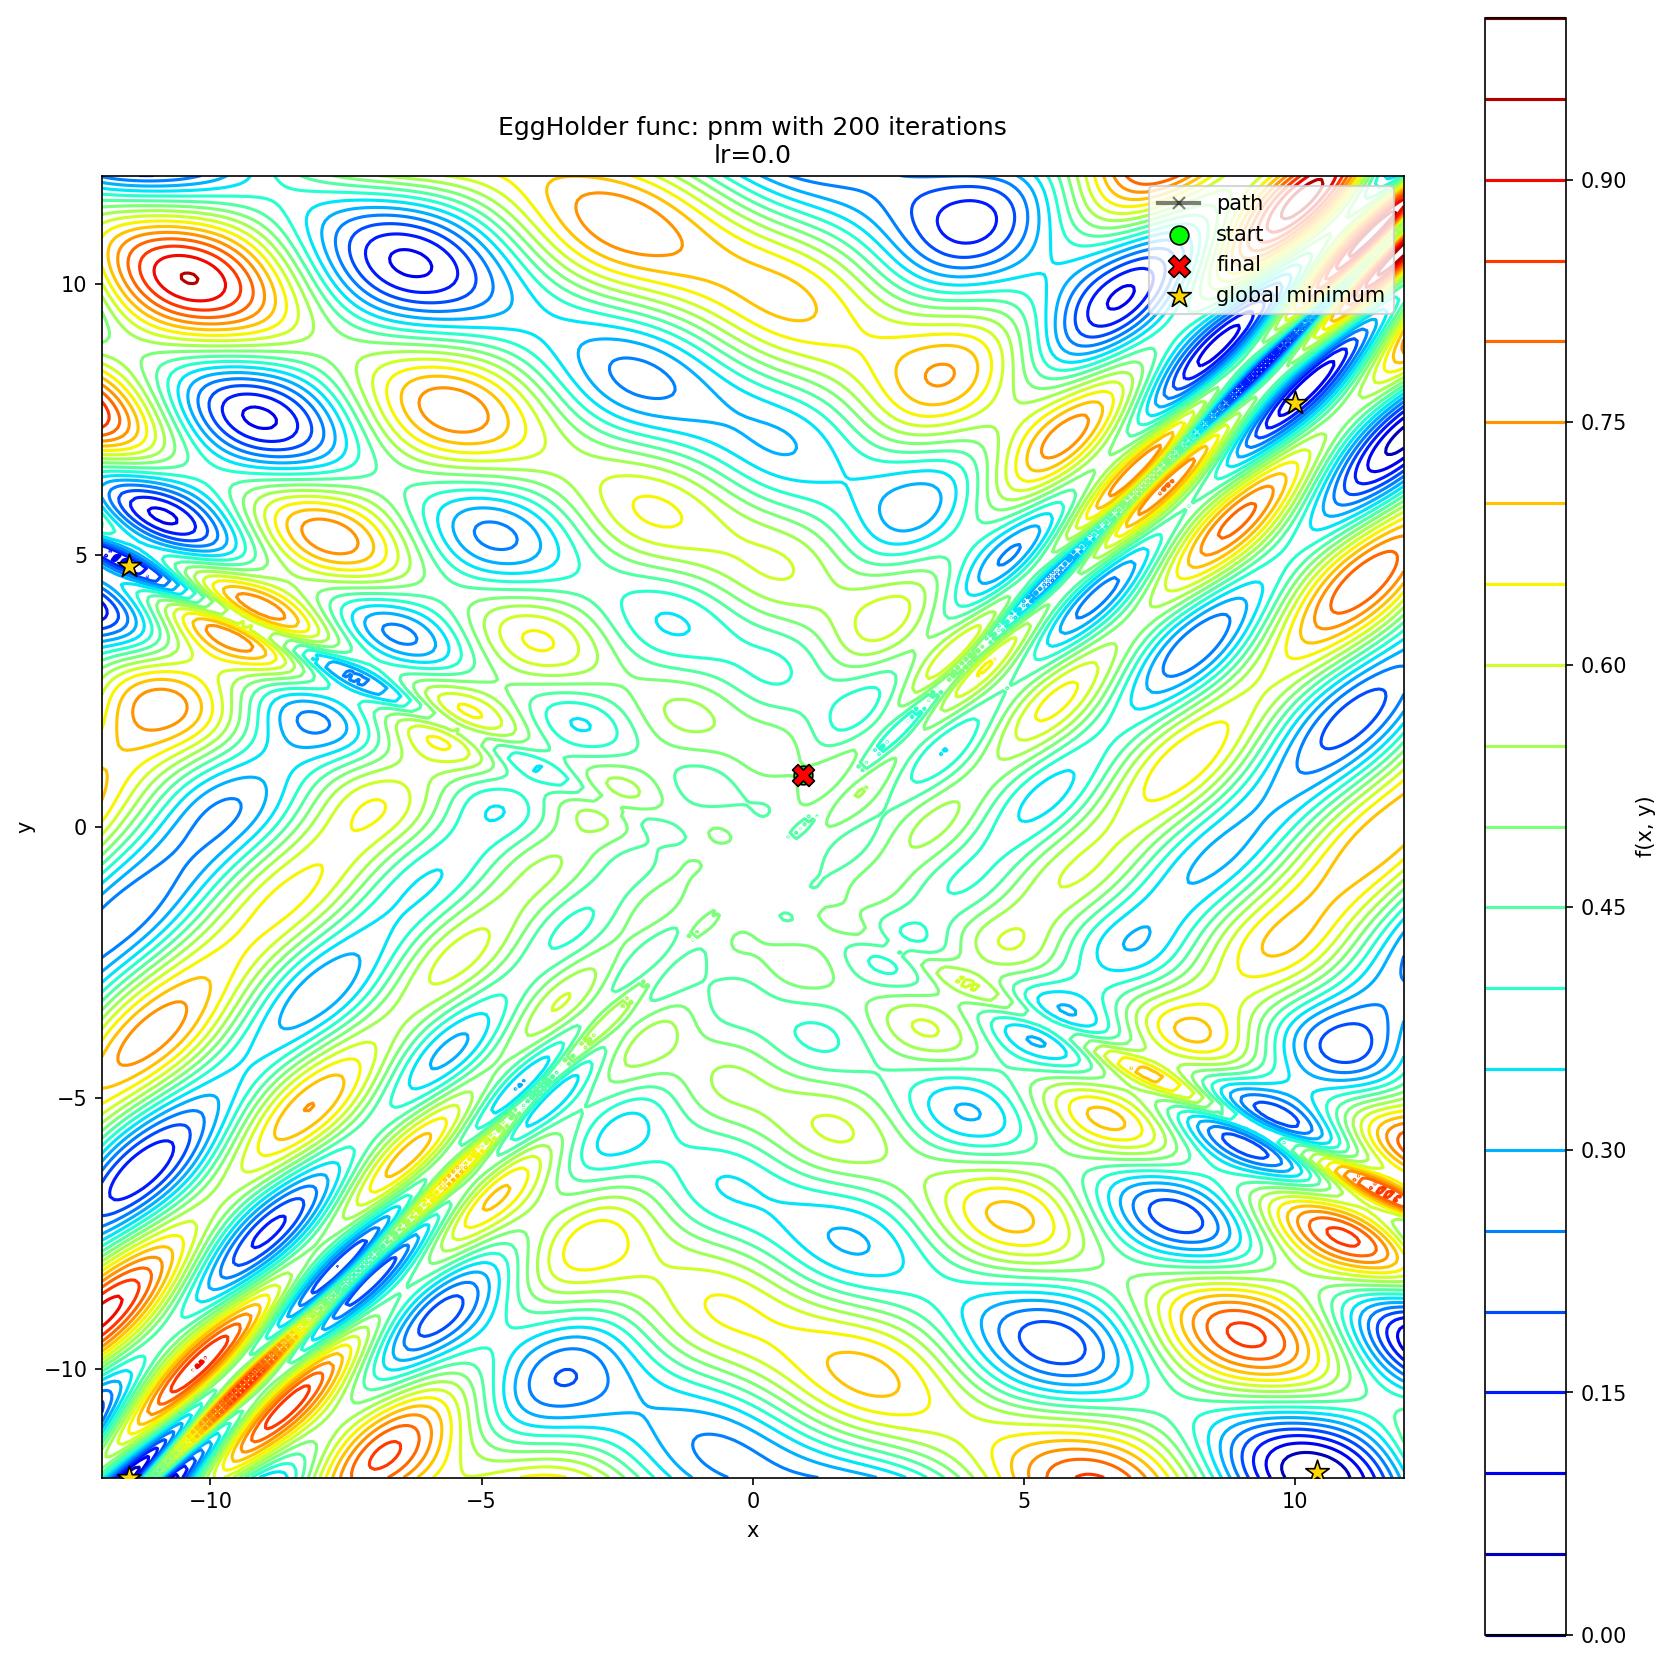 EggHolder func: pnm with 200 iterations
lr=0.0
path
start
final
global minimum
10
5
0
−5
−10
y
−10
−5
0
5
10
x
0.90
0.75
0.60
0.45
0.30
0.15
0.00
f(x, y)